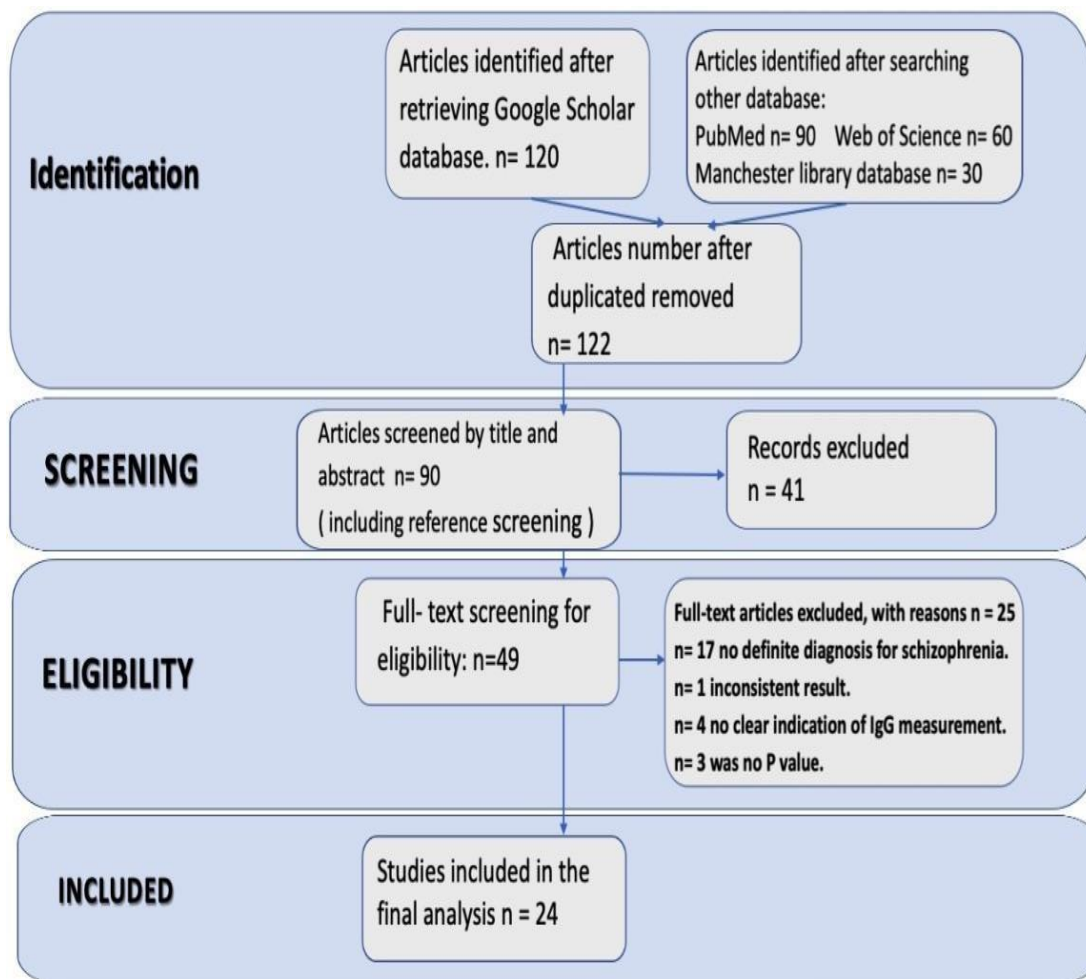 Identification
Articles identified after
retrieving Google Scholar
database. n= 120
Articles identified after searching
other database:
PubMed n= 90 Web of Science n= 60
Manchester library database n= 30
Articles number after
duplicated removed
n= 122
SCREENING
Articles screened by title and
abstract n= 90
( including reference screening )
Records excluded
n = 41
ELIGIBILITY
Full- text screening for
eligibility: n=49
Full-text articles excluded, with reasons n = 25
n= 17 no definite diagnosis for schizophrenia.
n= 1 inconsistent result.
n= 4 no clear indication of IgG measurement.
n= 3 was no P value.
INCLUDED
Studies included in the
final analysis n = 24